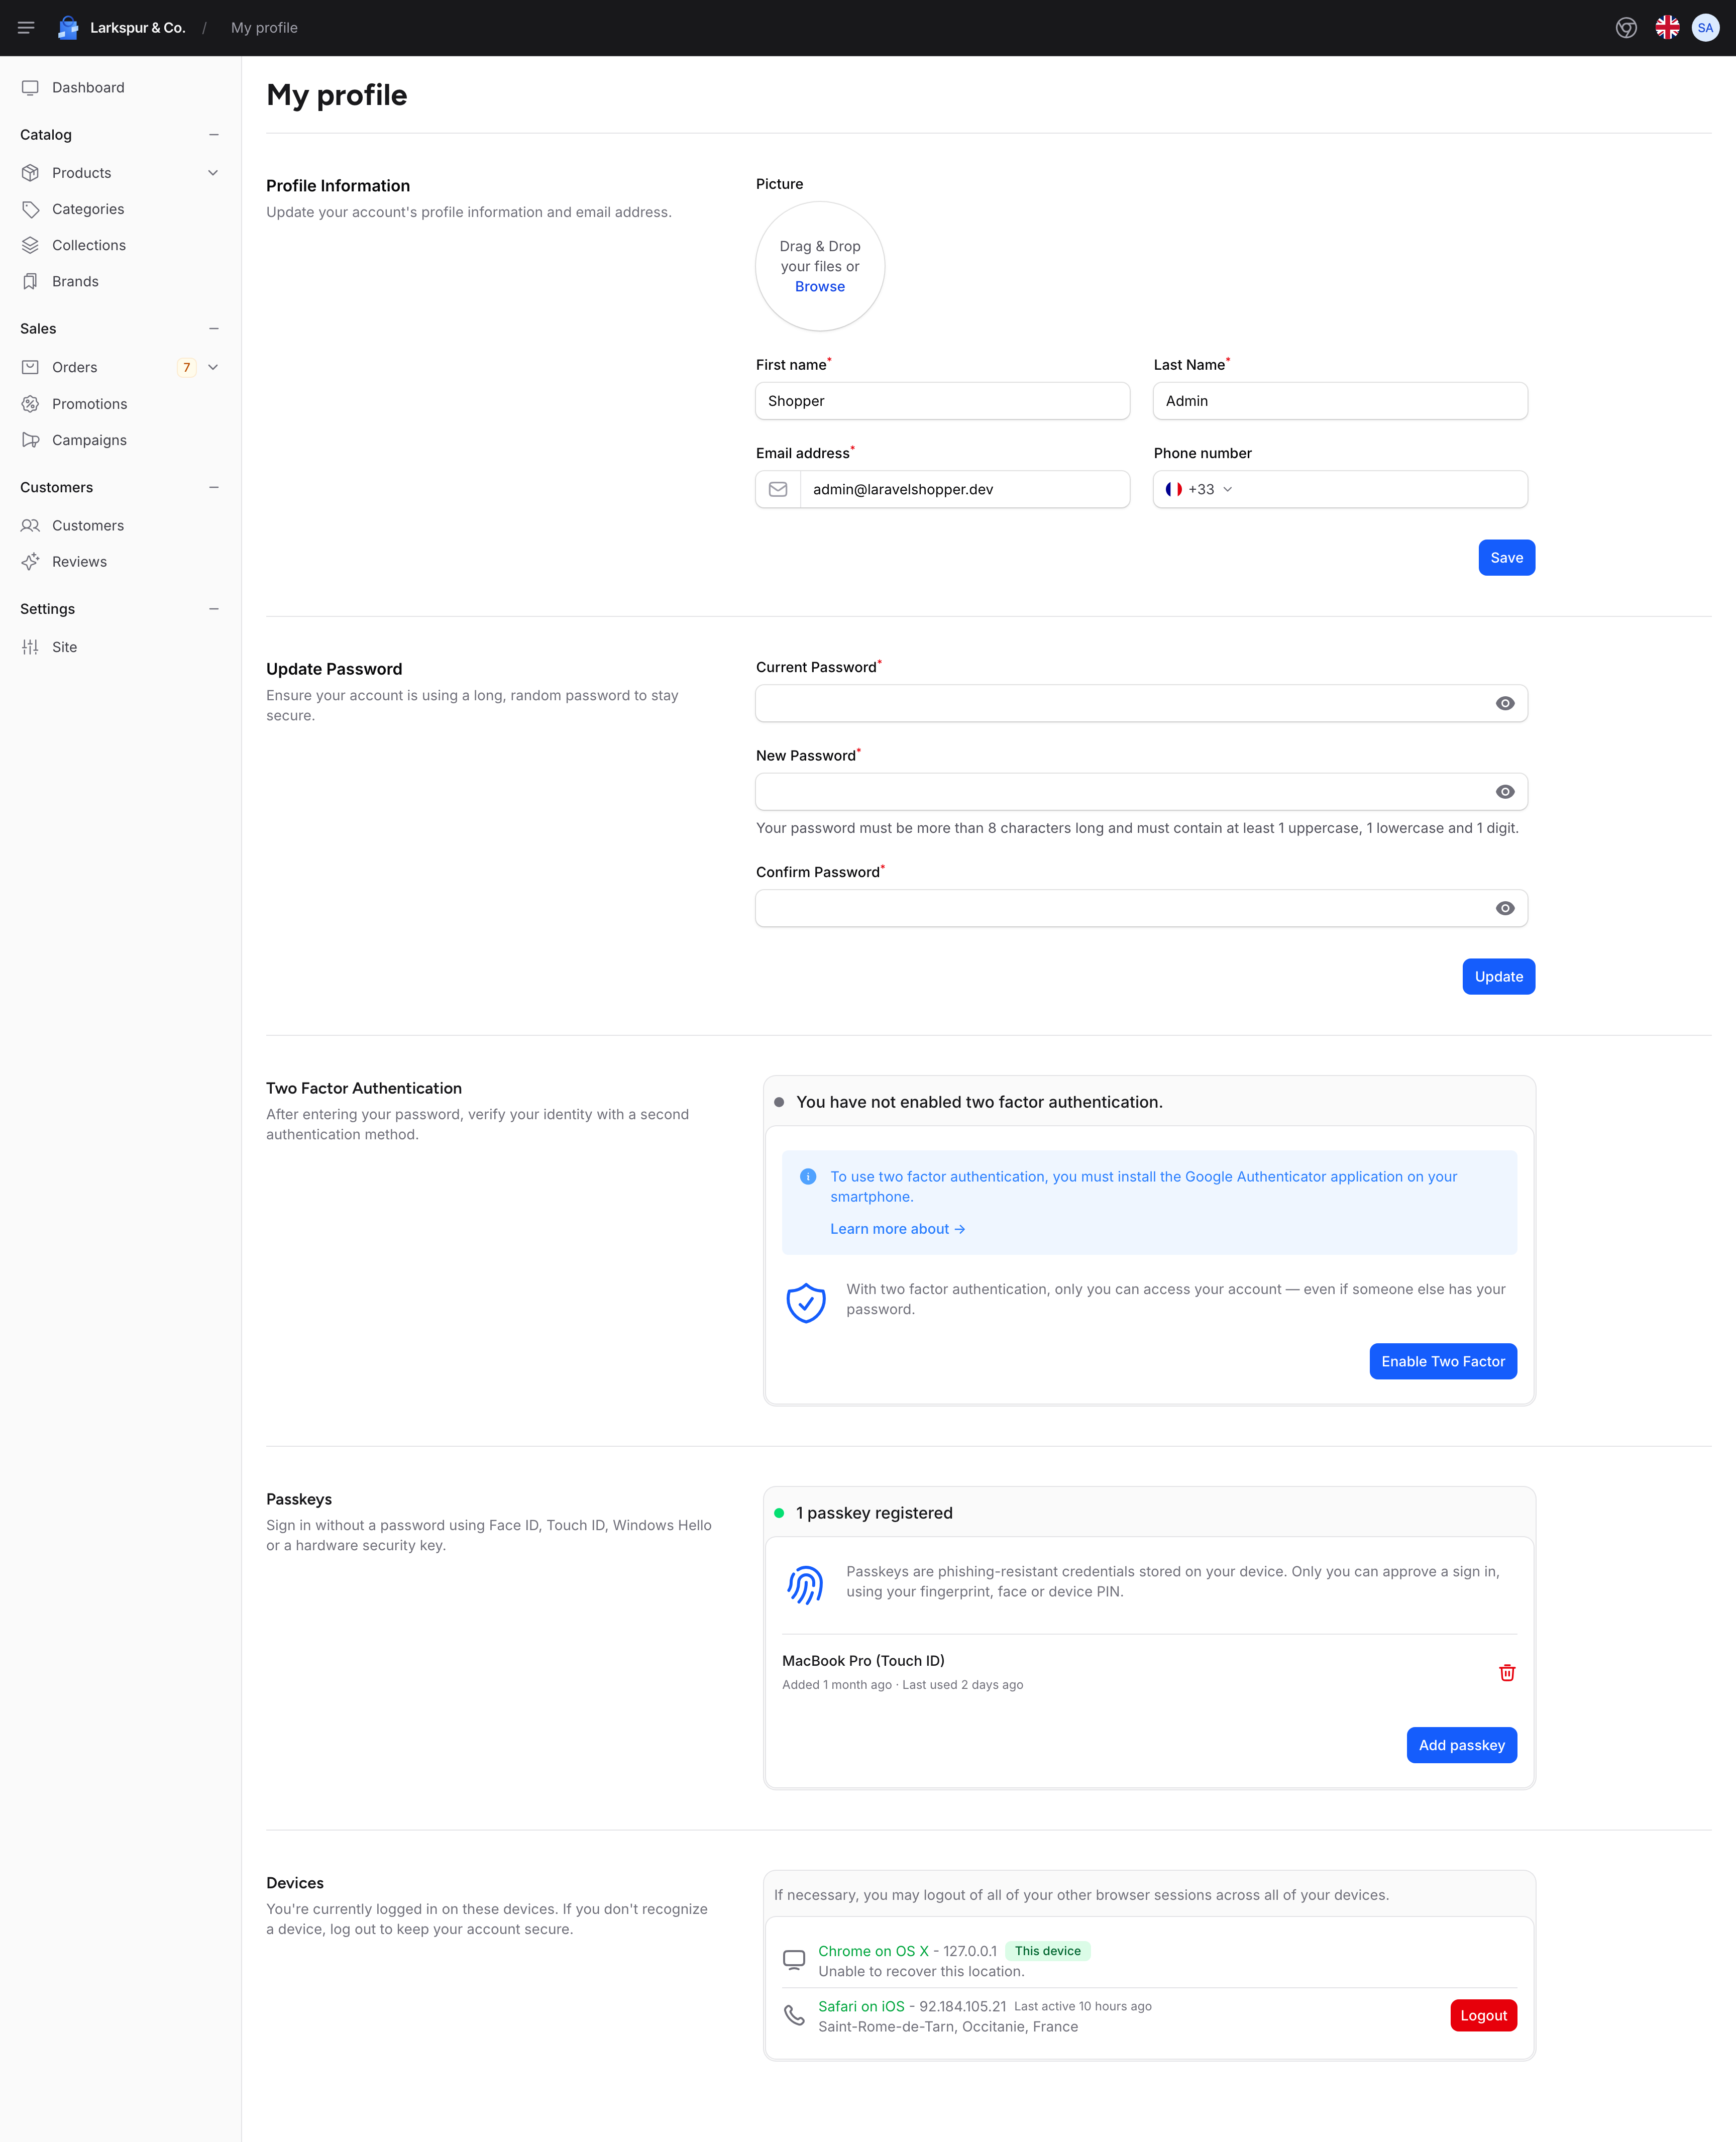 Larkspur & Co. / My profile
SA
Dashboard
Catalog
Products
Categories
Collections
Brands
Sales
Orders 7
Promotions
Campaigns
Customers
Customers
Reviews
Settings
Site
My profile
Profile Information
Update your account's profile information and email address.
Picture
Drag & Drop
your files or
Browse
First name*
Last Name*
Shopper
Admin
Email address*
Phone number
admin@laravelshopper.dev
+33
Save
Update Password
Ensure your account is using a long, random password to stay
secure.
Current Password*
New Password*
Your password must be more than 8 characters long and must contain at least 1 uppercase, 1 lowercase and 1 digit.
Confirm Password*
Update
Two Factor Authentication
After entering your password, verify your identity with a second
authentication method.
You have not enabled two factor authentication.
To use two factor authentication, you must install the Google Authenticator application on your
smartphone.
Learn more about →
With two factor authentication, only you can access your account — even if someone else has your
password.
Enable Two Factor
Passkeys
Sign in without a password using Face ID, Touch ID, Windows Hello
or a hardware security key.
1 passkey registered
Passkeys are phishing-resistant credentials stored on your device. Only you can approve a sign in,
using your fingerprint, face or device PIN.
MacBook Pro (Touch ID)
Added 1 month ago · Last used 2 days ago
Add passkey
Devices
You're currently logged in on these devices. If you don't recognize
a device, log out to keep your account secure.
If necessary, you may logout of all of your other browser sessions across all of your devices.
Chrome on OS X - 127.0.0.1 This device
Unable to recover this location.
Safari on iOS - 92.184.105.21 Last active 10 hours ago
Saint-Rome-de-Tarn, Occitanie, France
Logout